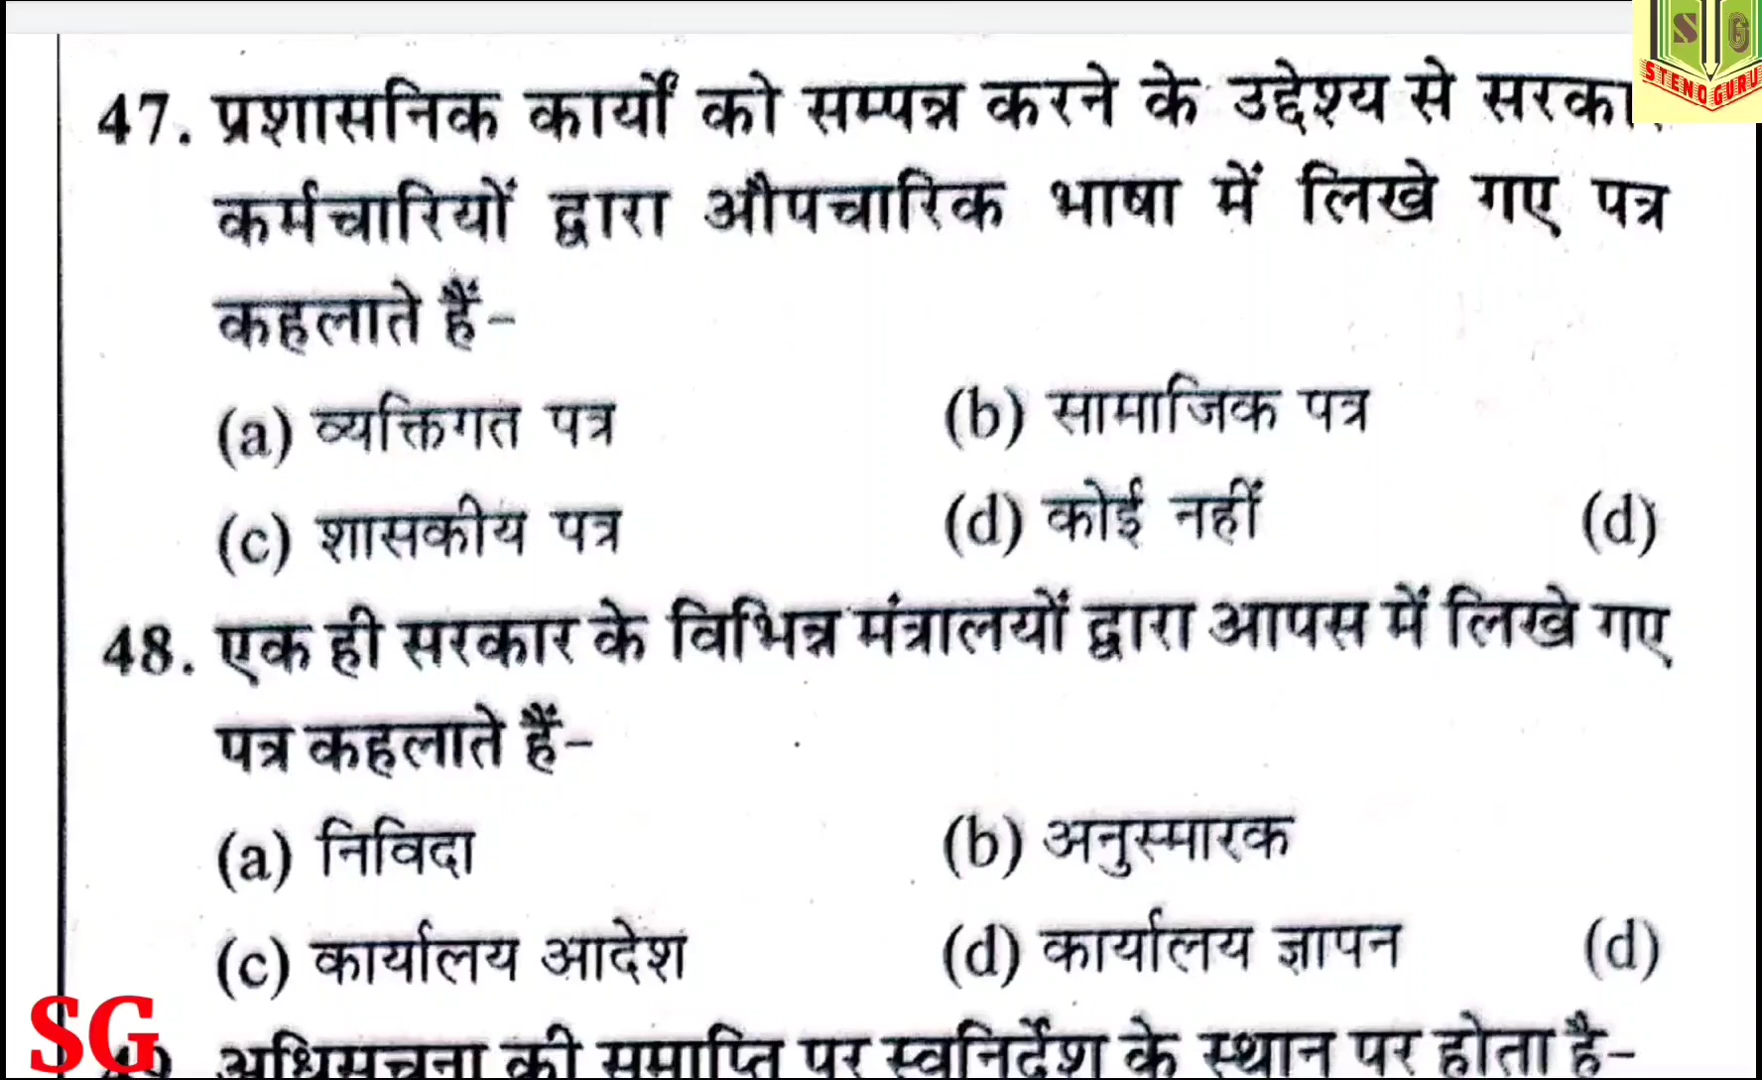 S G
STENO GURU
47. प्रशासनिक कार्यों को सम्पन्न करने के उद्देश्य से
कर्मचारियों द्वारा औपचारिक भाषा में लिखे गए पत्र
कहलाते हैं-
(a) व्यक्तिगत पत्र (b) सामाजिक पत्र
(c) शासकीय पत्र (d) कोई नहीं (d)
48. एक ही सरकार के विभिन्न मंत्रालयों द्वारा आपस में लिखे गए
पत्र कहलाते हैं-
(a) निविदा (b) अनुस्मारक
(c) कार्यालय आदेश (d) कार्यालय ज्ञापन (d)
SG
अधिसूचना की समाप्ति पर स्वनिर्देश के स्थान पर होता है-